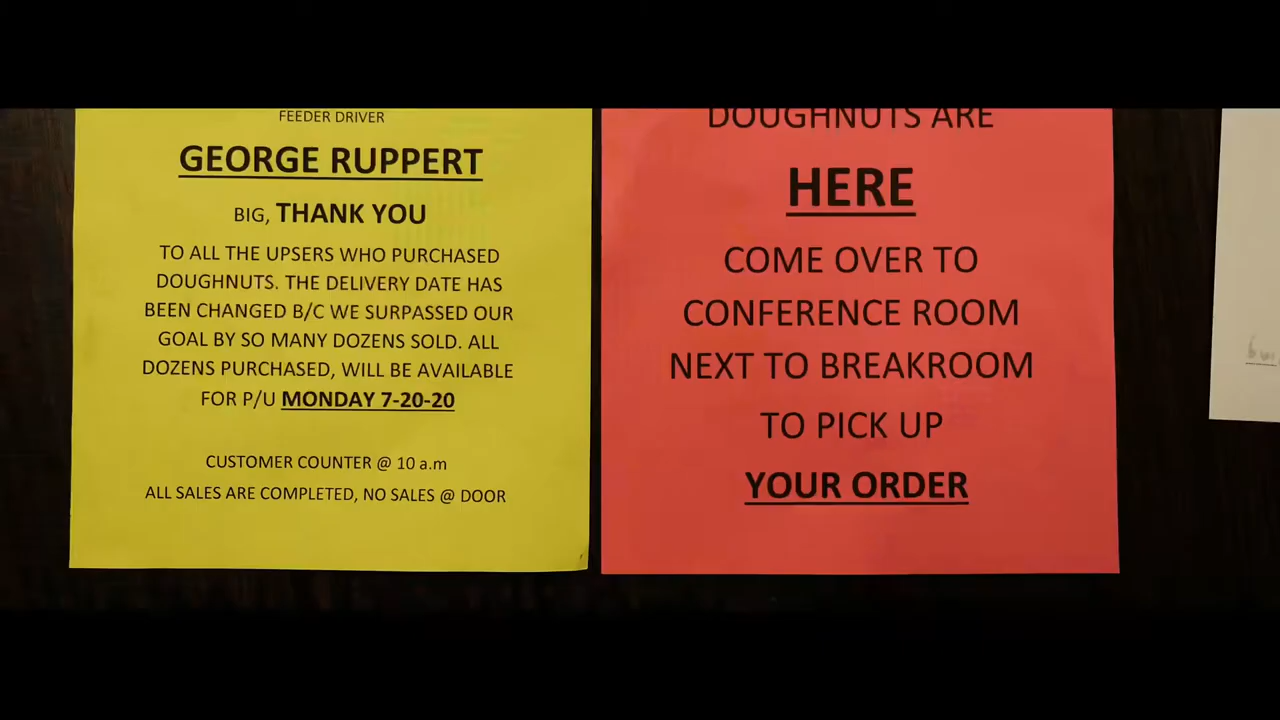 FEEDER DRIVER
GEORGE RUPPERT
BIG, THANK YOU
TO ALL THE UPSERS WHO PURCHASED
DOUGHNUTS. THE DELIVERY DATE HAS
BEEN CHANGED B/C WE SURPASSED OUR
GOAL BY SO MANY DOZENS SOLD. ALL
DOZENS PURCHASED, WILL BE AVAILABLE
FOR P/U MONDAY 7-20-20
CUSTOMER COUNTER @ 10 a.m
ALL SALES ARE COMPLETED, NO SALES @ DOOR
DOUGHNUTS ARE
HERE
COME OVER TO
CONFERENCE ROOM
NEXT TO BREAKROOM
TO PICK UP
YOUR ORDER